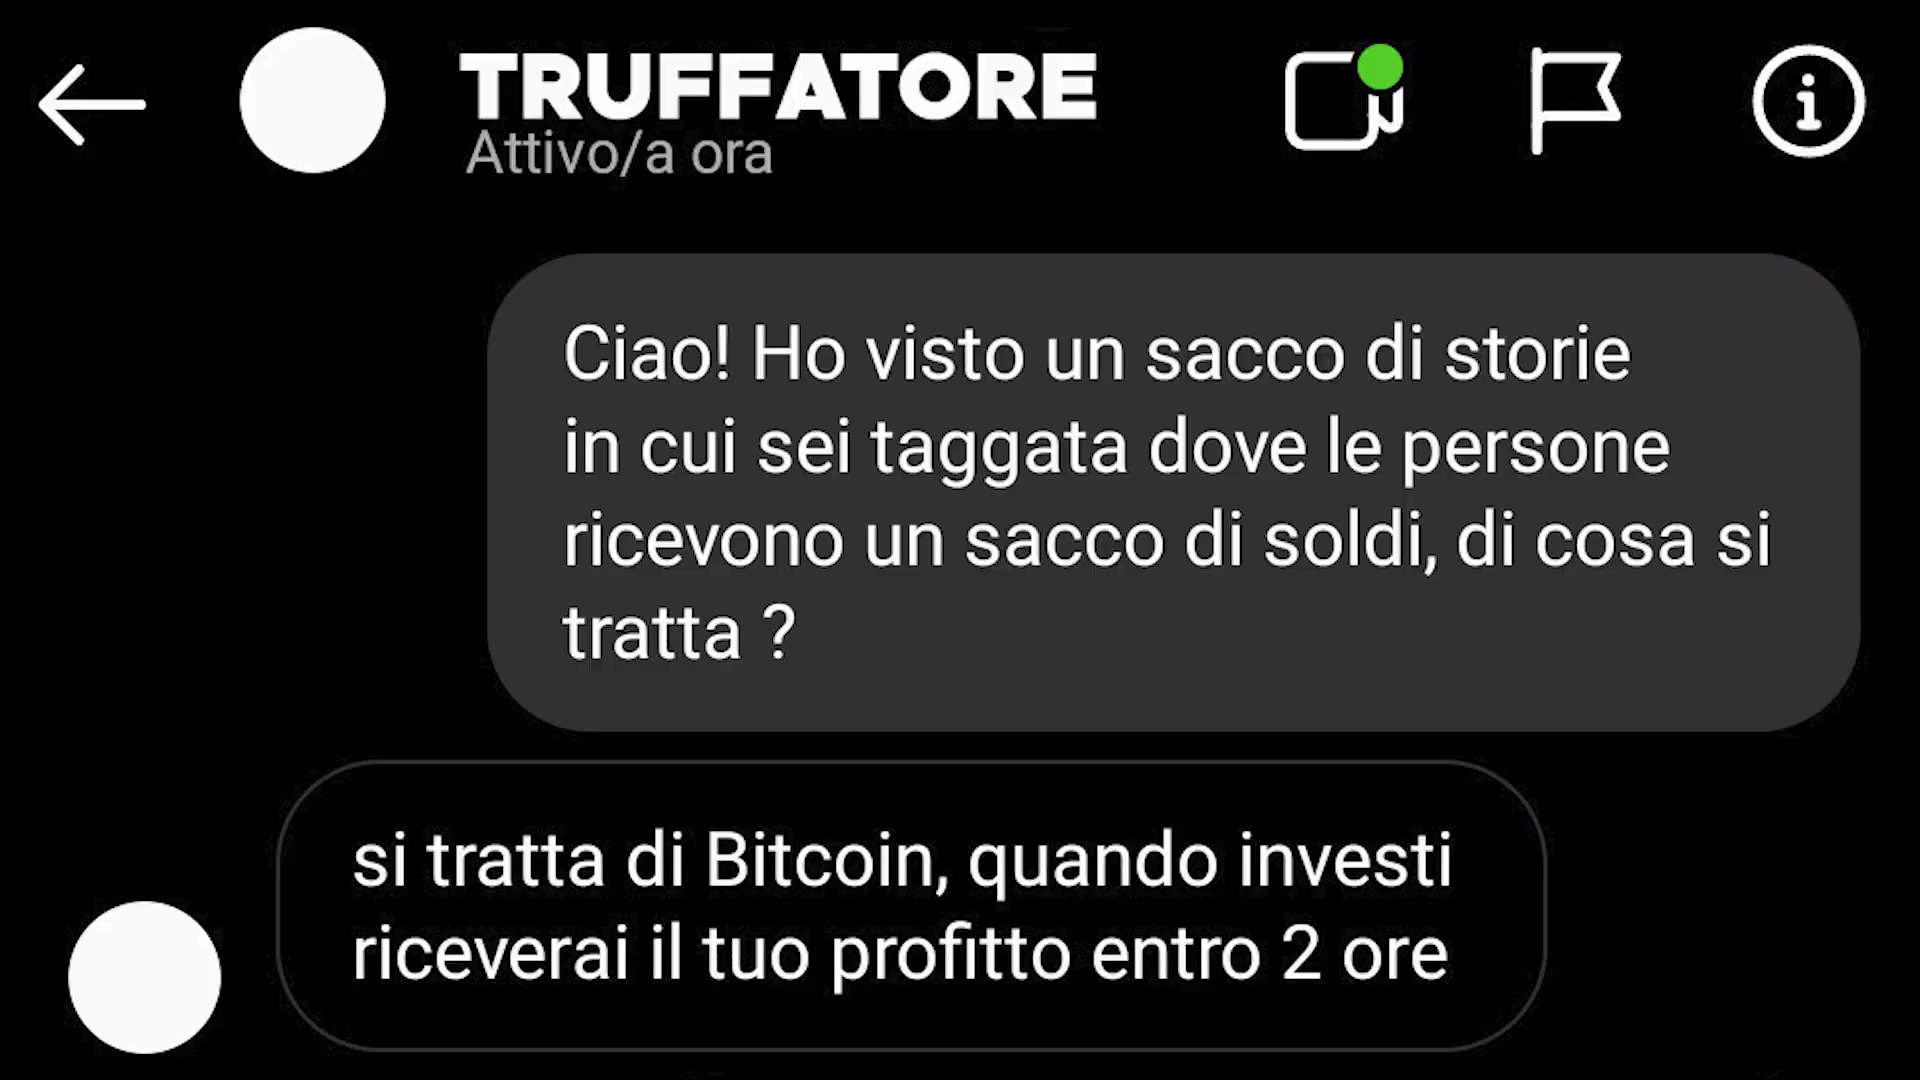 TRUFFATORE
Attivo/a ora
Ciao! Ho visto un sacco di storie
in cui sei taggata dove le persone
ricevono un sacco di soldi, di cosa si
tratta ?
si tratta di Bitcoin, quando investi
riceverai il tuo profitto entro 2 ore